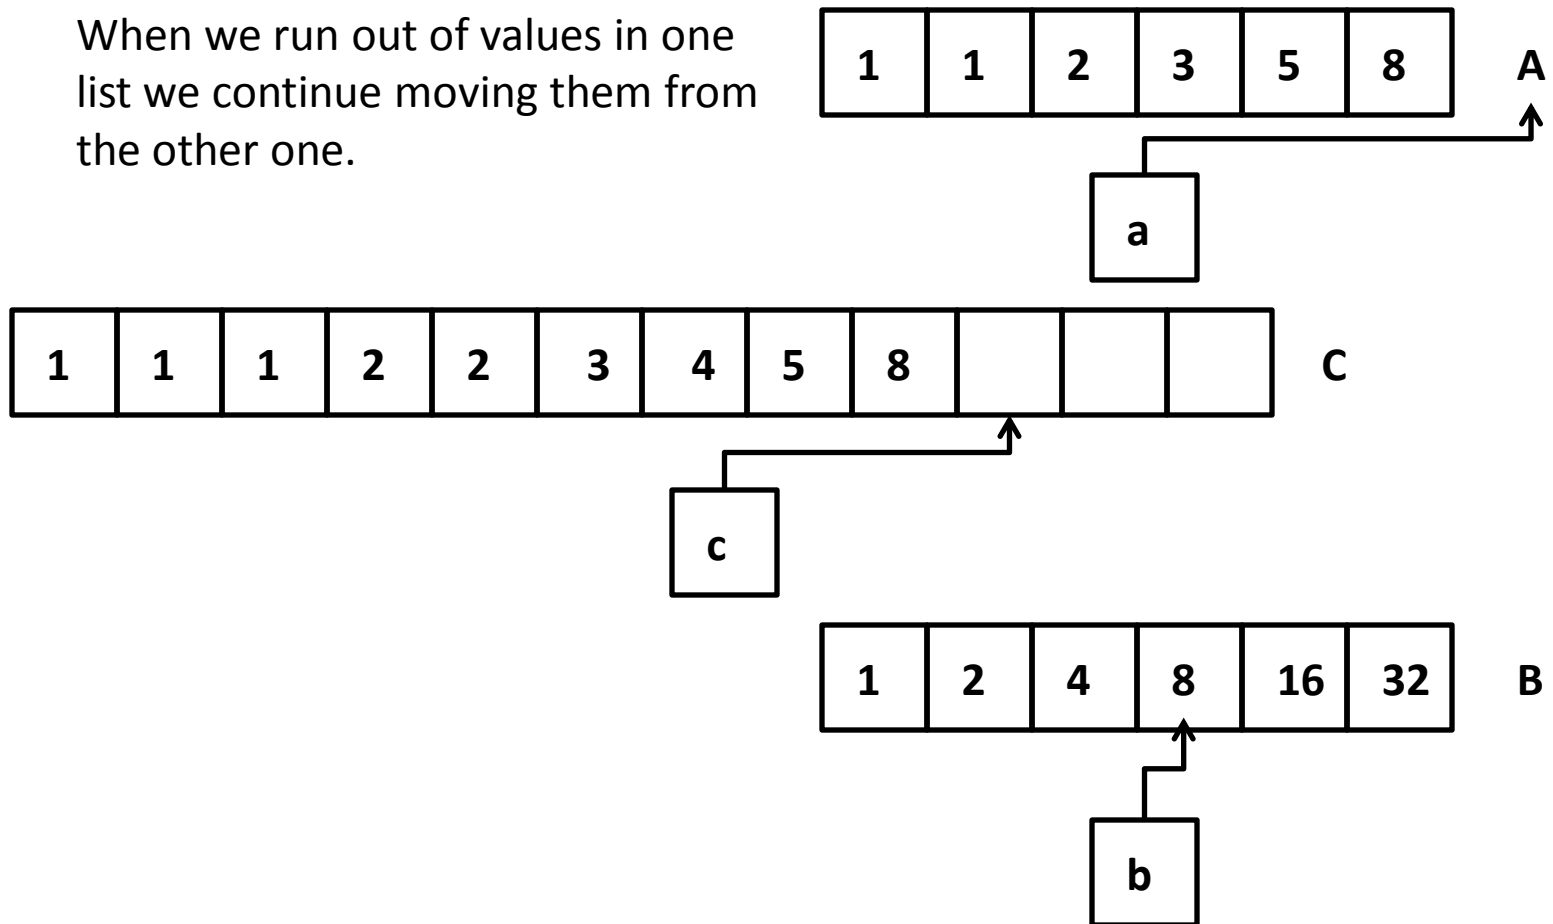 When we run out of values in one
list we continue moving them from
the other one.
1 1 2 3 5 8 A
a
1 1 1 2 2 3 4 5 8 C
c
1 2 4 8 16 32 B
b